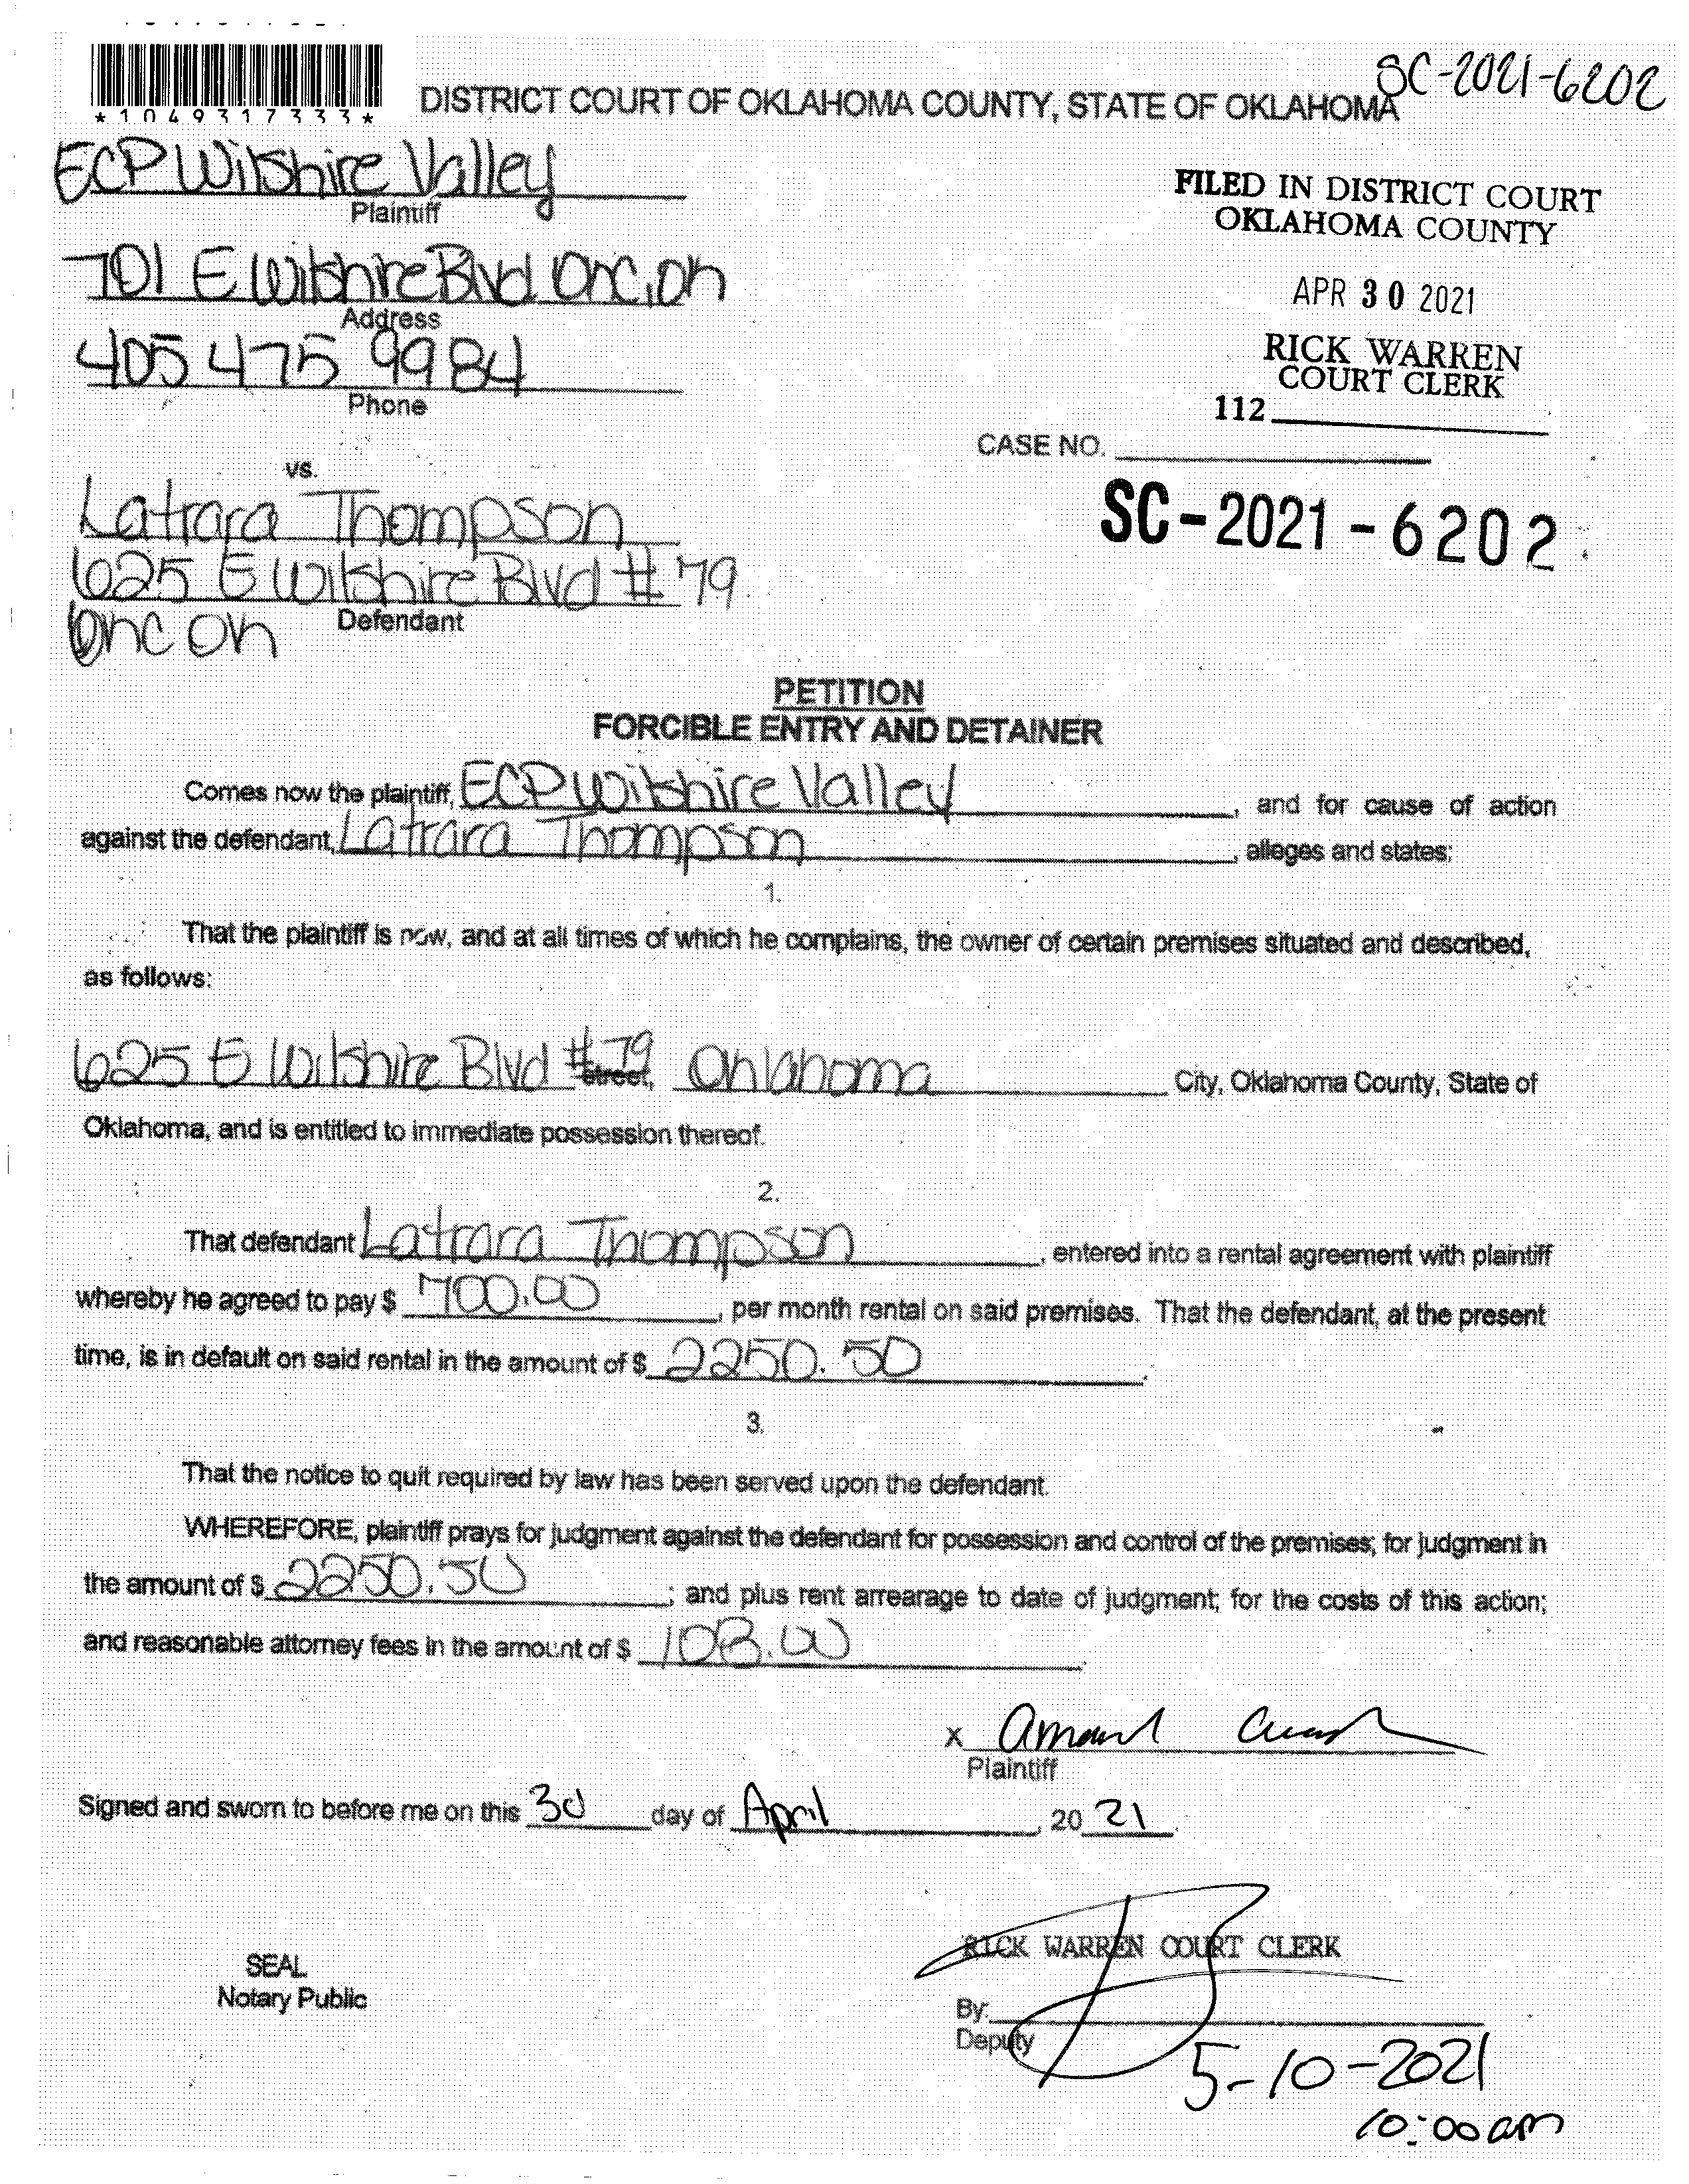 SC-2021-6202
*1049317333*
DISTRICT COURT OF OKLAHOMA COUNTY, STATE OF OKLAHOMA
ECP Wilshire Valley
Plaintiff
FILED IN DISTRICT COURT
OKLAHOMA COUNTY
701 E Wilshire Blvd OKC, OK
Address
APR 30 2021
405 475 9984
Phone
RICK WARREN
COURT CLERK
112
CASE NO.
vs.
SC-2021-6202
Latrara Thompson
625 E Wilshire Blvd # 79
Defendant
OKC OK
PETITION
FORCIBLE ENTRY AND DETAINER
Comes now the plaintiff, ECP Wilshire Valley, and for cause of action
against the defendant, Latrara Thompson, alleges and states:
1.
That the plaintiff is now, and at all times of which he complains, the owner of certain premises situated and described,
as follows:
625 E Wilshire Blvd #79 Street, Oklahoma City, Oklahoma County, State of
Oklahoma, and is entitled to immediate possession thereof.
2.
That defendant Latrara Thompson, entered into a rental agreement with plaintiff
whereby he agreed to pay $ 700.00, per month rental on said premises. That the defendant, at the present
time, is in default on said rental in the amount of $ 2250.50.
3.
That the notice to quit required by law has been served upon the defendant.
WHEREFORE, plaintiff prays for judgment against the defendant for possession and control of the premises; for judgment in
the amount of $ 2250.50; and plus rent arrearage to date of judgment; for the costs of this action;
and reasonable attorney fees in the amount of $ 108.00
X
Plaintiff
Signed and sworn to before me on this 30 day of April, 20 21.
SEAL
Notary Public
RICK WARREN COURT CLERK
By:
Deputy
5-10-2021
10:00 am